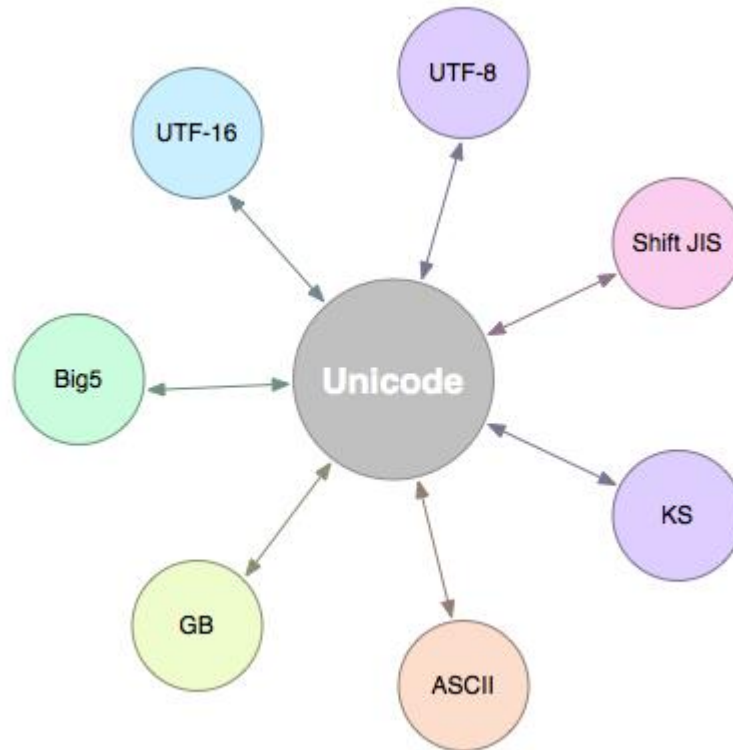 UTF-8
UTF-16
Shift JIS
Big5
Unicode
KS
GB
ASCII